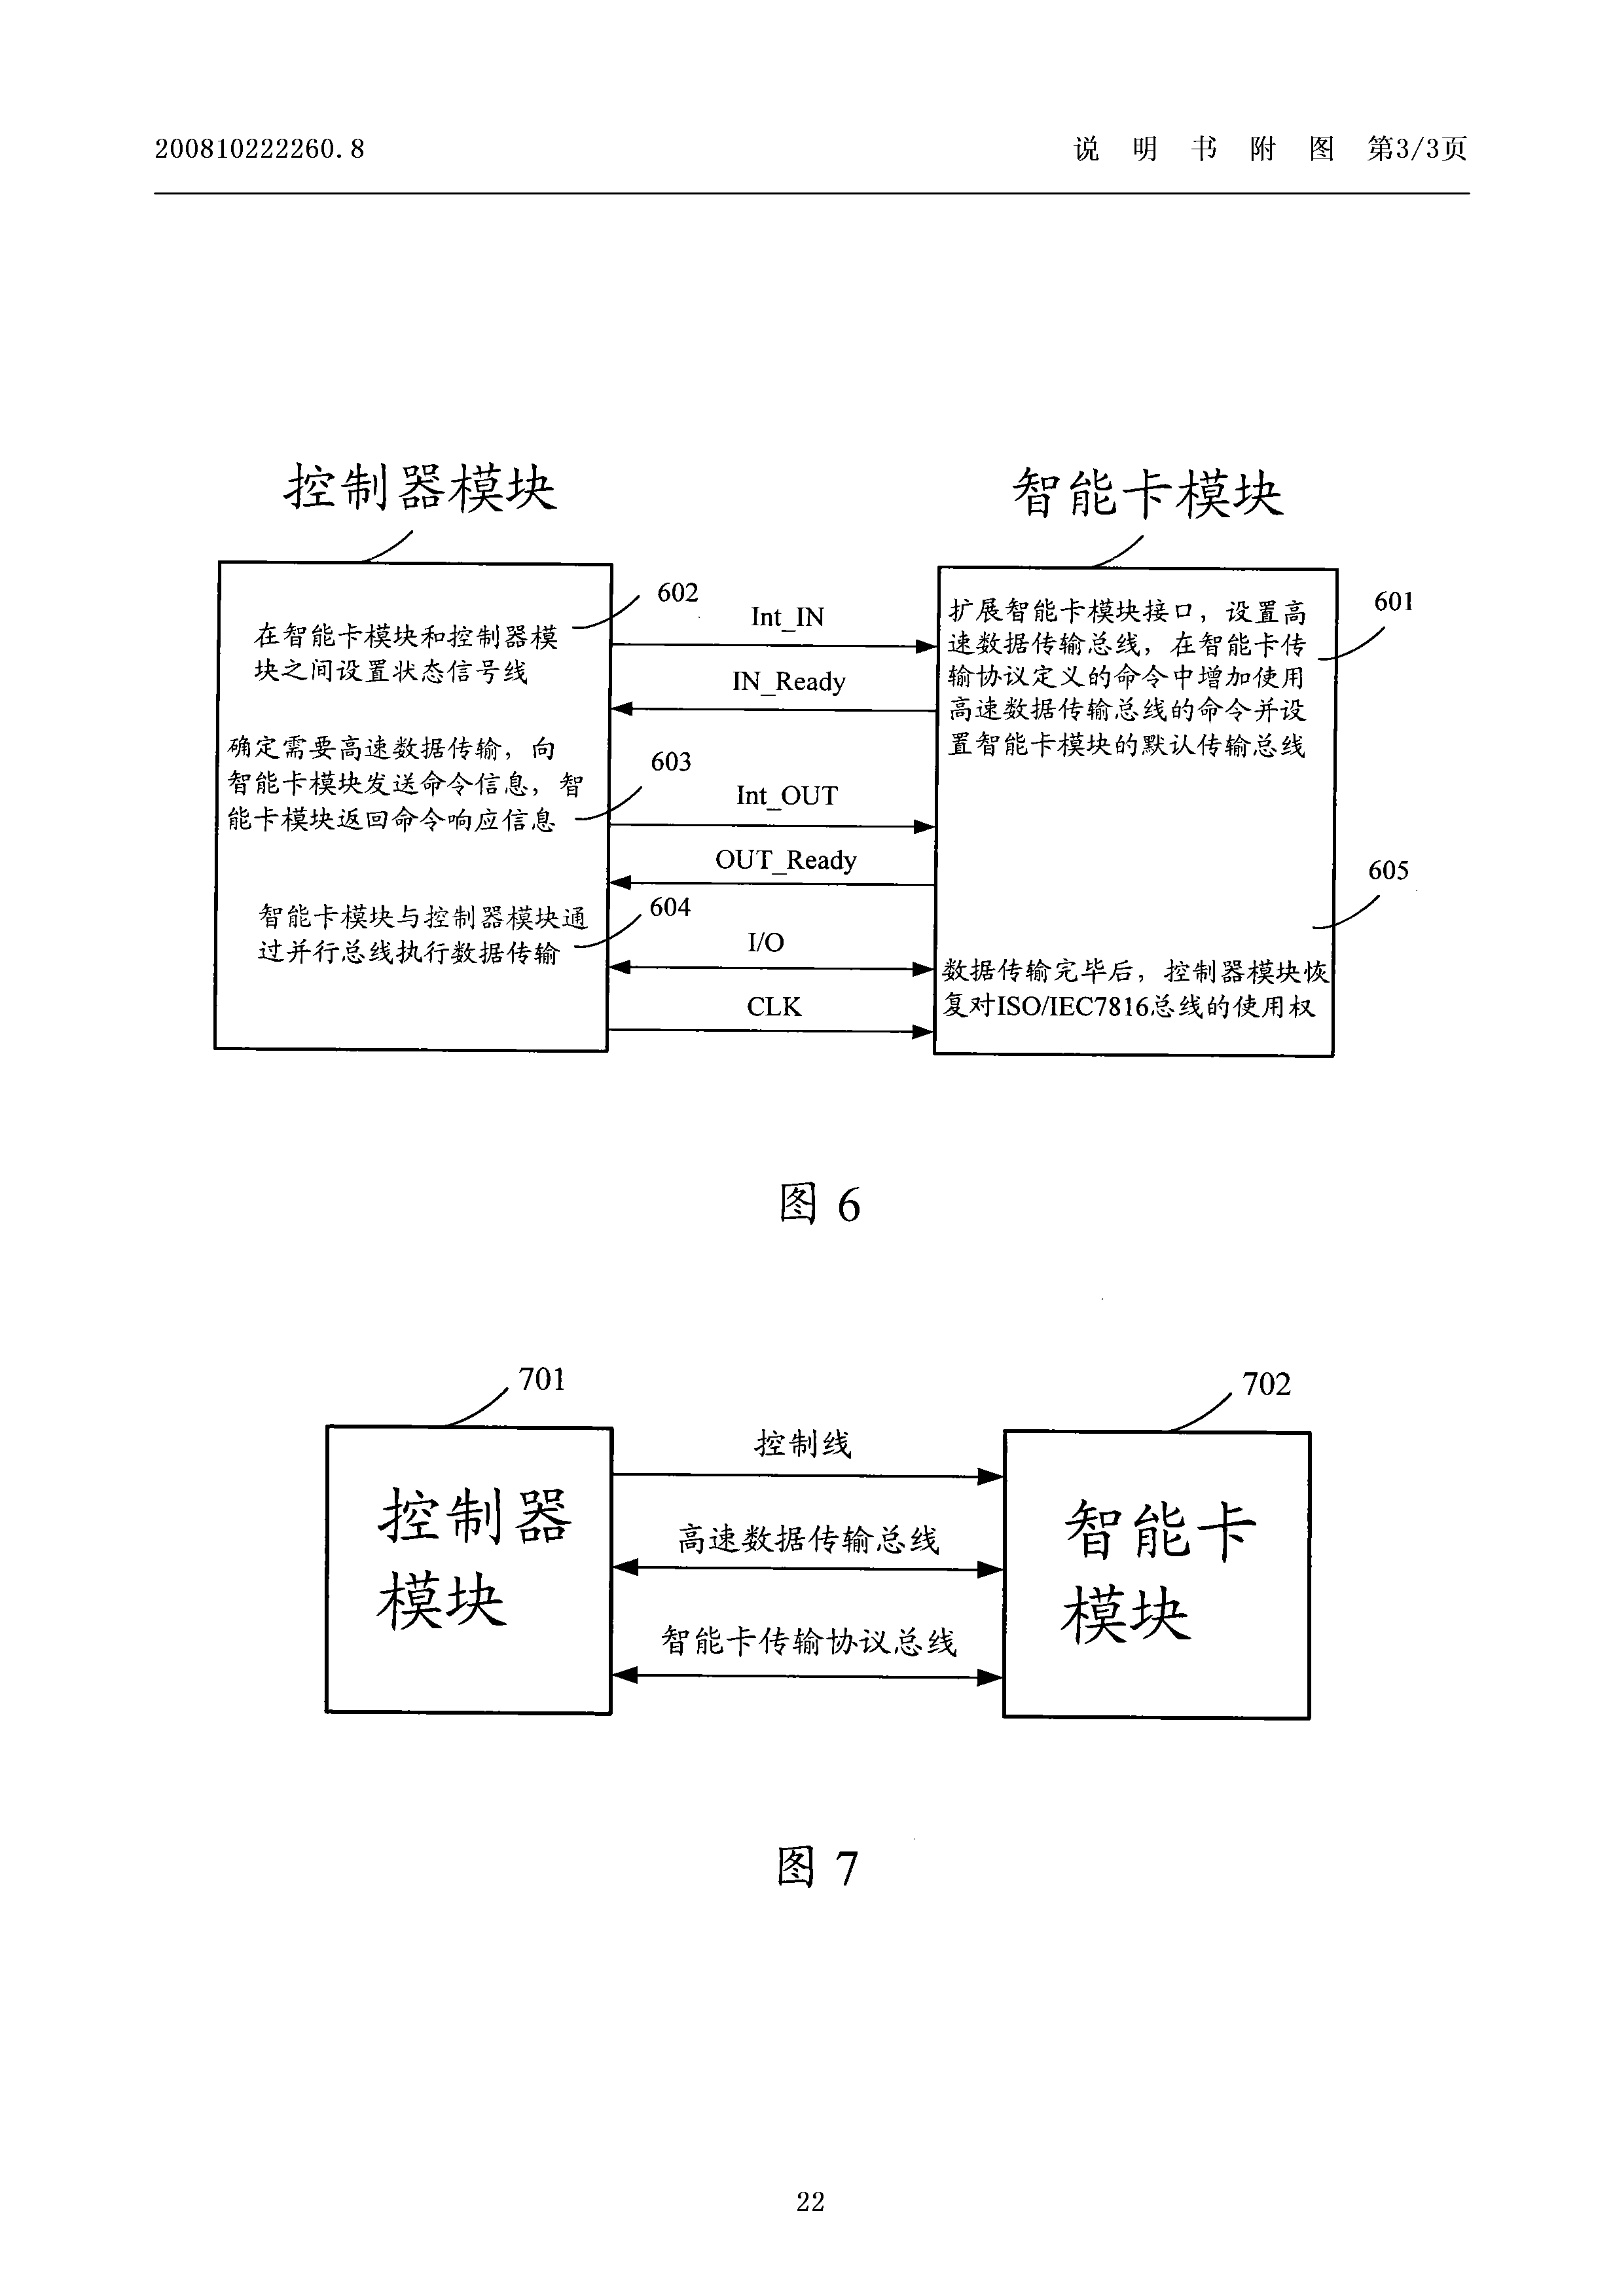 200810222260.8
说 明 书 附 图 第3/3页
控制器模块
智能卡模块
602
在智能卡模块和控制器模
块之间设置状态信号线
确定需要高速数据传输，向
智能卡模块发送命令信息，智
能卡模块返回命令响应信息
603
智能卡模块与控制器模块通
过并行总线执行数据传输
604
Int_IN
IN_Ready
Int_OUT
OUT_Ready
I/O
CLK
扩展智能卡模块接口，设置高
速数据传输总线，在智能卡传
输协议定义的命令中增加使用
高速数据传输总线的命令并设
置智能卡模块的默认传输总线
601
605
数据传输完毕后，控制器模块恢
复对ISO/IEC7816总线的使用权
图 6
701
702
控制器
模块
控制线
高速数据传输总线
智能卡传输协议总线
智能卡
模块
图 7
22